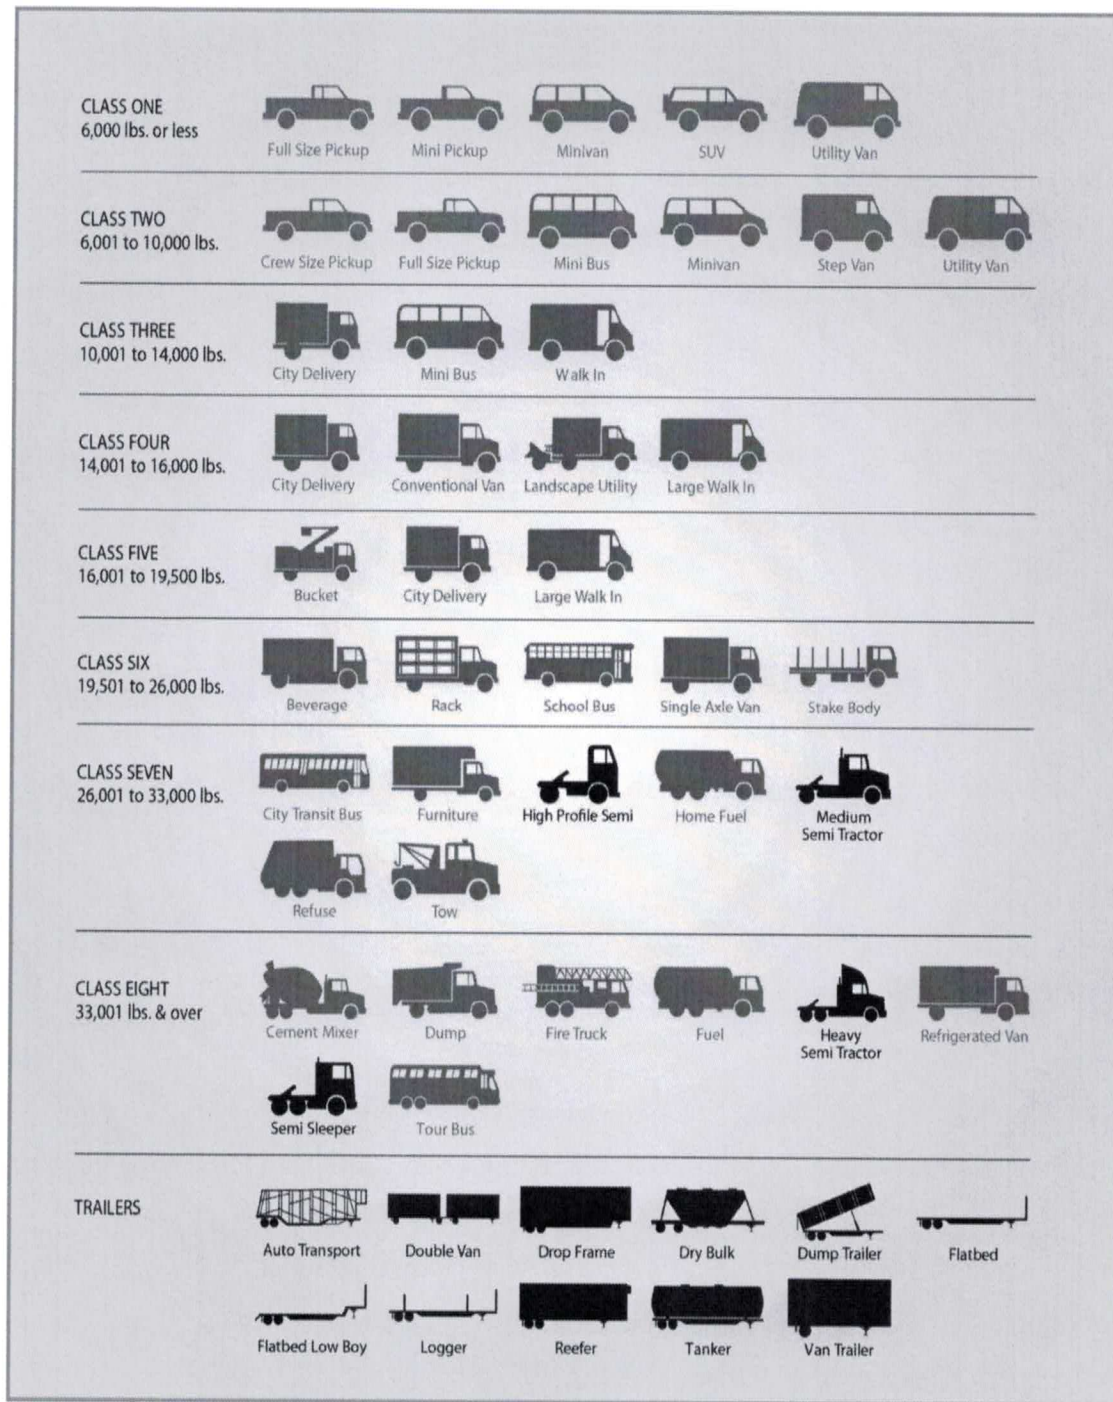 CLASS ONE
6,000 lbs. or less
Full Size Pickup
Mini Pickup
Minivan
SUV
Utility Van
CLASS TWO
6,001 to 10,000 lbs.
Crew Size Pickup
Full Size Pickup
Mini Bus
Minivan
Step Van
Utility Van
CLASS THREE
10,001 to 14,000 lbs.
City Delivery
Mini Bus
Walk In
CLASS FOUR
14,001 to 16,000 lbs.
City Delivery
Conventional Van
Landscape Utility
Large Walk In
CLASS FIVE
16,001 to 19,500 lbs.
Bucket
City Delivery
Large Walk In
CLASS SIX
19,501 to 26,000 lbs.
Beverage
Rack
School Bus
Single Axle Van
Stake Body
CLASS SEVEN
26,001 to 33,000 lbs.
City Transit Bus
Furniture
High Profile Semi
Home Fuel
Medium
Semi Tractor
Refuse
Tow
CLASS EIGHT
33,001 lbs. & over
Cement Mixer
Dump
Fire Truck
Fuel
Heavy
Semi Tractor
Refrigerated Van
Semi Sleeper
Tour Bus
TRAILERS
Auto Transport
Double Van
Drop Frame
Dry Bulk
Dump Trailer
Flatbed
Flatbed Low Boy
Logger
Reefer
Tanker
Van Trailer